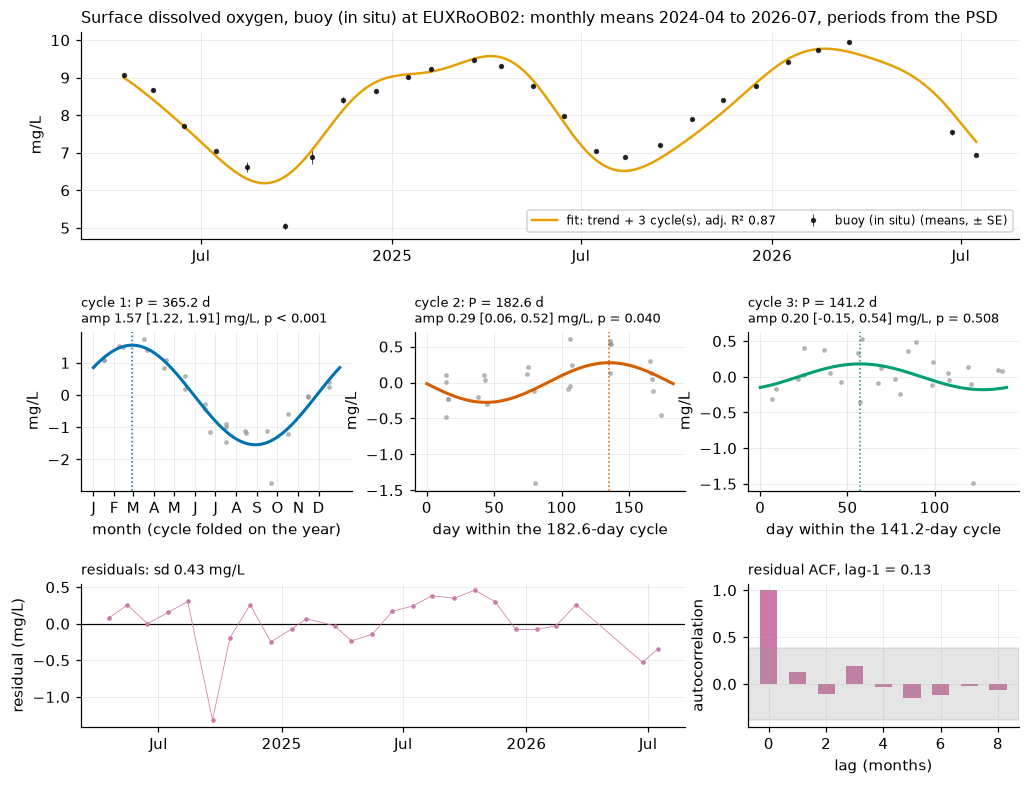 Surface dissolved oxygen, buoy (in situ) at EUXRoOB02: monthly means 2024-04 to 2026-07, periods from the PSD
10
9
8
7
6
5
mg/L
Jul
2025
Jul
2026
Jul
fit: trend + 3 cycle(s), adj. R² 0.87
buoy (in situ) (means, ± SE)
cycle 1: P = 365.2 d
amp 1.57 [1.22, 1.91] mg/L, p < 0.001
1
0
−1
−2
mg/L
J F M A M J J A S O N D
month (cycle folded on the year)
cycle 2: P = 182.6 d
amp 0.29 [0.06, 0.52] mg/L, p = 0.040
0.5
0.0
−0.5
−1.0
−1.5
mg/L
0 50 100 150
day within the 182.6-day cycle
cycle 3: P = 141.2 d
amp 0.20 [-0.15, 0.54] mg/L, p = 0.508
0.5
0.0
−0.5
−1.0
−1.5
mg/L
0 50 100
day within the 141.2-day cycle
residuals: sd 0.43 mg/L
0.5
0.0
−0.5
−1.0
residual (mg/L)
Jul
2025
Jul
2026
Jul
residual ACF, lag-1 = 0.13
1.0
0.5
0.0
autocorrelation
0 2 4 6 8
lag (months)